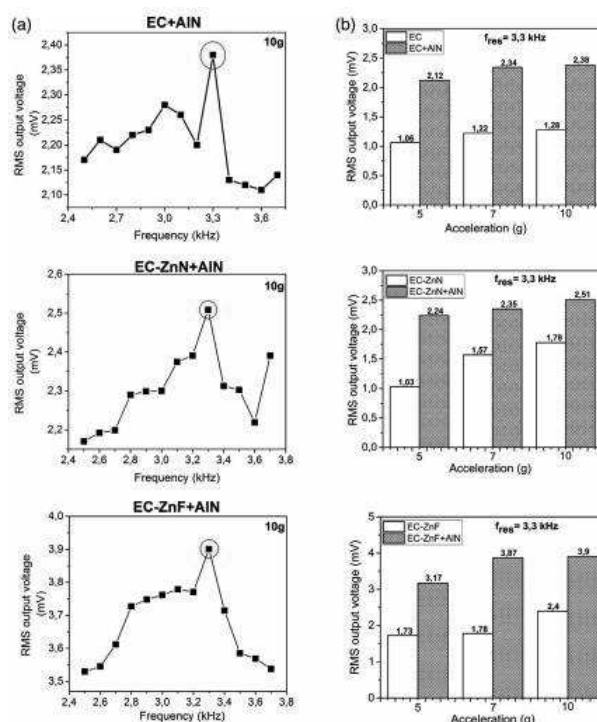 (a)
EC+AlN
10g
2,40
2,35
2,30
2,25
2,20
2,15
2,10
RMS output voltage
(mV)
2,4 2,7 3,0 3,3 3,6
Frequency (kHz)
(b)
EC
EC+AlN
fres= 3,3 kHz
3,0
2,5
2,0
1,5
1,0
0,5
0,0
RMS output voltage (mV)
1,06 2,12 1,22 2,34 1,28 2,38
5 7 10
Acceleration (g)
EC-ZnN+AlN
10g
2,6
2,5
2,4
2,3
2,2
RMS output voltage
(mV)
2,4 2,6 2,8 3,0 3,2 3,4 3,6 3,8
Frequency (kHz)
EC-ZnN
EC-ZnN+AlN
fres= 3,3 kHz
3,0
2,5
2,0
1,5
1,0
0,5
0,0
RMS output voltage (mV)
1,03 2,24 1,57 2,35 1,78 2,51
5 7 10
Acceleration (g)
EC-ZnF+AlN
10g
4,0
3,9
3,8
3,7
3,6
3,5
RMS output voltage
(mV)
2,4 2,6 2,8 3,0 3,2 3,4 3,6 3,8
Frequency (kHz)
EC-ZnF
EC-ZnF+AlN
fres= 3,3 kHz
5
4
3
2
1
0
RMS output voltage (mV)
1,73 3,17 1,78 3,87 2,4 3,9
5 7 10
Acceleration (g)